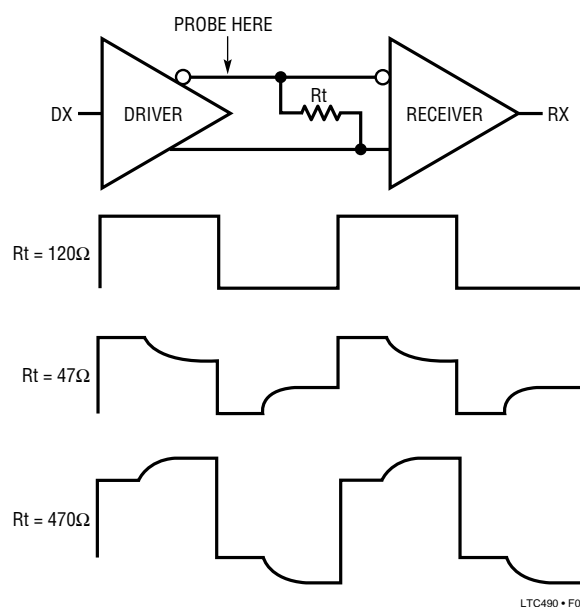 PROBE HERE
DX
DRIVER
Rt
RECEIVER
RX
Rt = 120Ω
Rt = 47Ω
Rt = 470Ω
LTC490 • F0